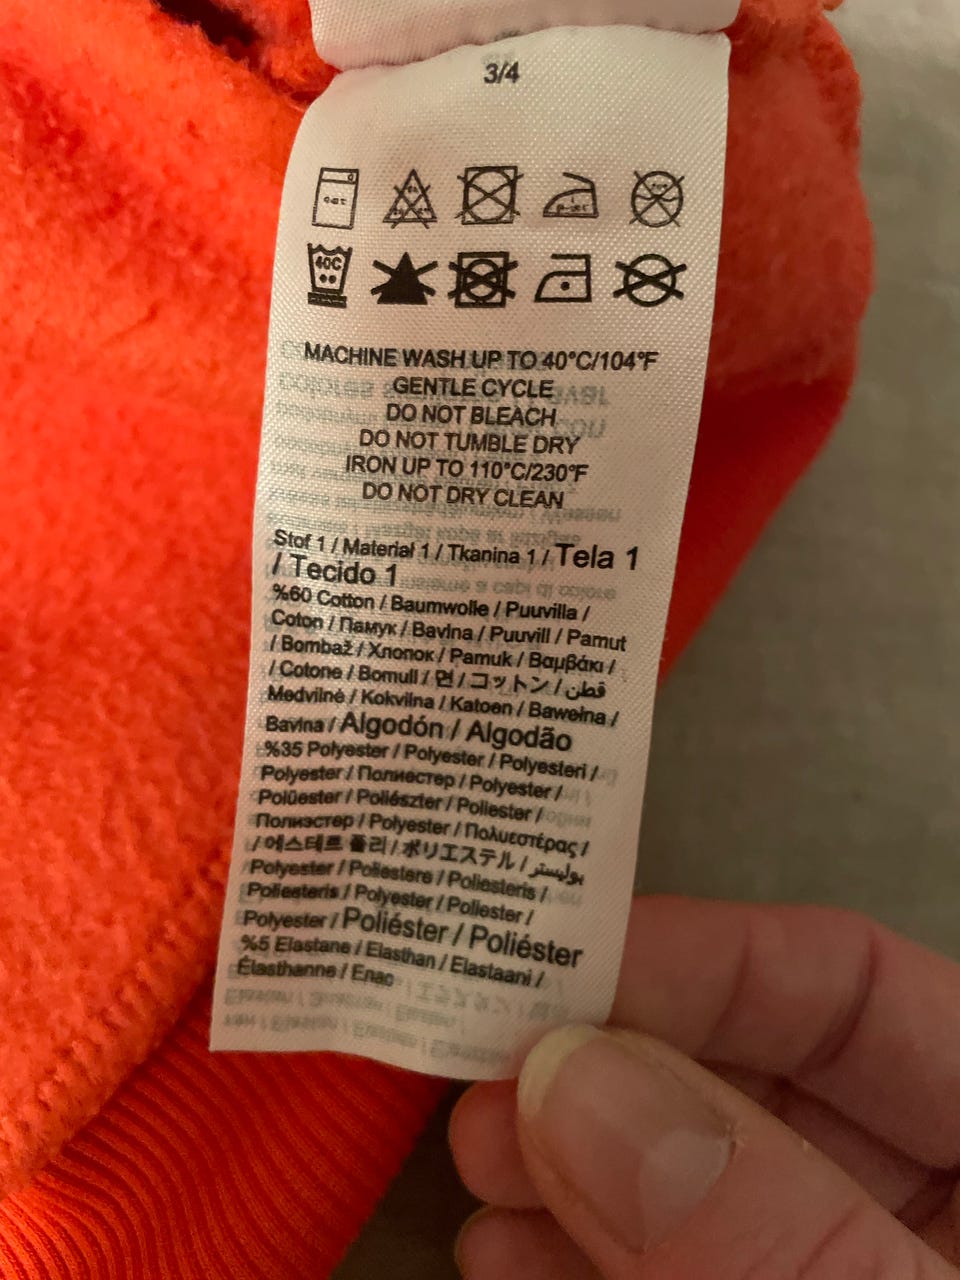 3/4
40C
MACHINE WASH UP TO 40°C/104°F
GENTLE CYCLE
DO NOT BLEACH
DO NOT TUMBLE DRY
IRON UP TO 110°C/230°F
DO NOT DRY CLEAN
Stof 1 / Material 1 / Tkanina 1 / Tela 1
/ Tecido 1
%60 Cotton / Baumwolle / Puuvilla /
Coton / Памук / Bavlna / Puuvill / Pamut
/ Bombaž / Хлопок / Pamuk / Βαμβάκι /
/ Cotone / Bomull / 면 / コットン / قطن
Medvilnė / Kokvilna / Katoen / Bawełna /
Bavlna / Algodón / Algodão
%35 Polyester / Polyester / Polyesteri /
Polyester / Полиестер / Polyester /
Polüester / Poliészter / Poliester /
Полиэстер / Polyester / Πολυεστέρας /
/ 에스테르 폴리 / ポリエステル / بوليستر
Polyester / Poliestere / Poliesteris /
Poliesteris / Polyester / Poliester /
Polyester / Poliéster / Poliéster
%5 Elastane / Elasthan / Elastaani /
Élasthanne / Елас